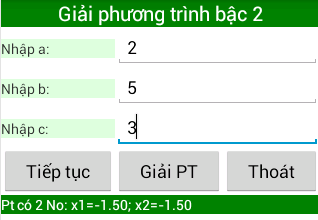 Giải phương trình bậc 2
Nhập a: 2
Nhập b: 5
Nhập c: 3
Tiếp tục Giải PT Thoát
Pt có 2 No: x1=-1.50; x2=-1.50